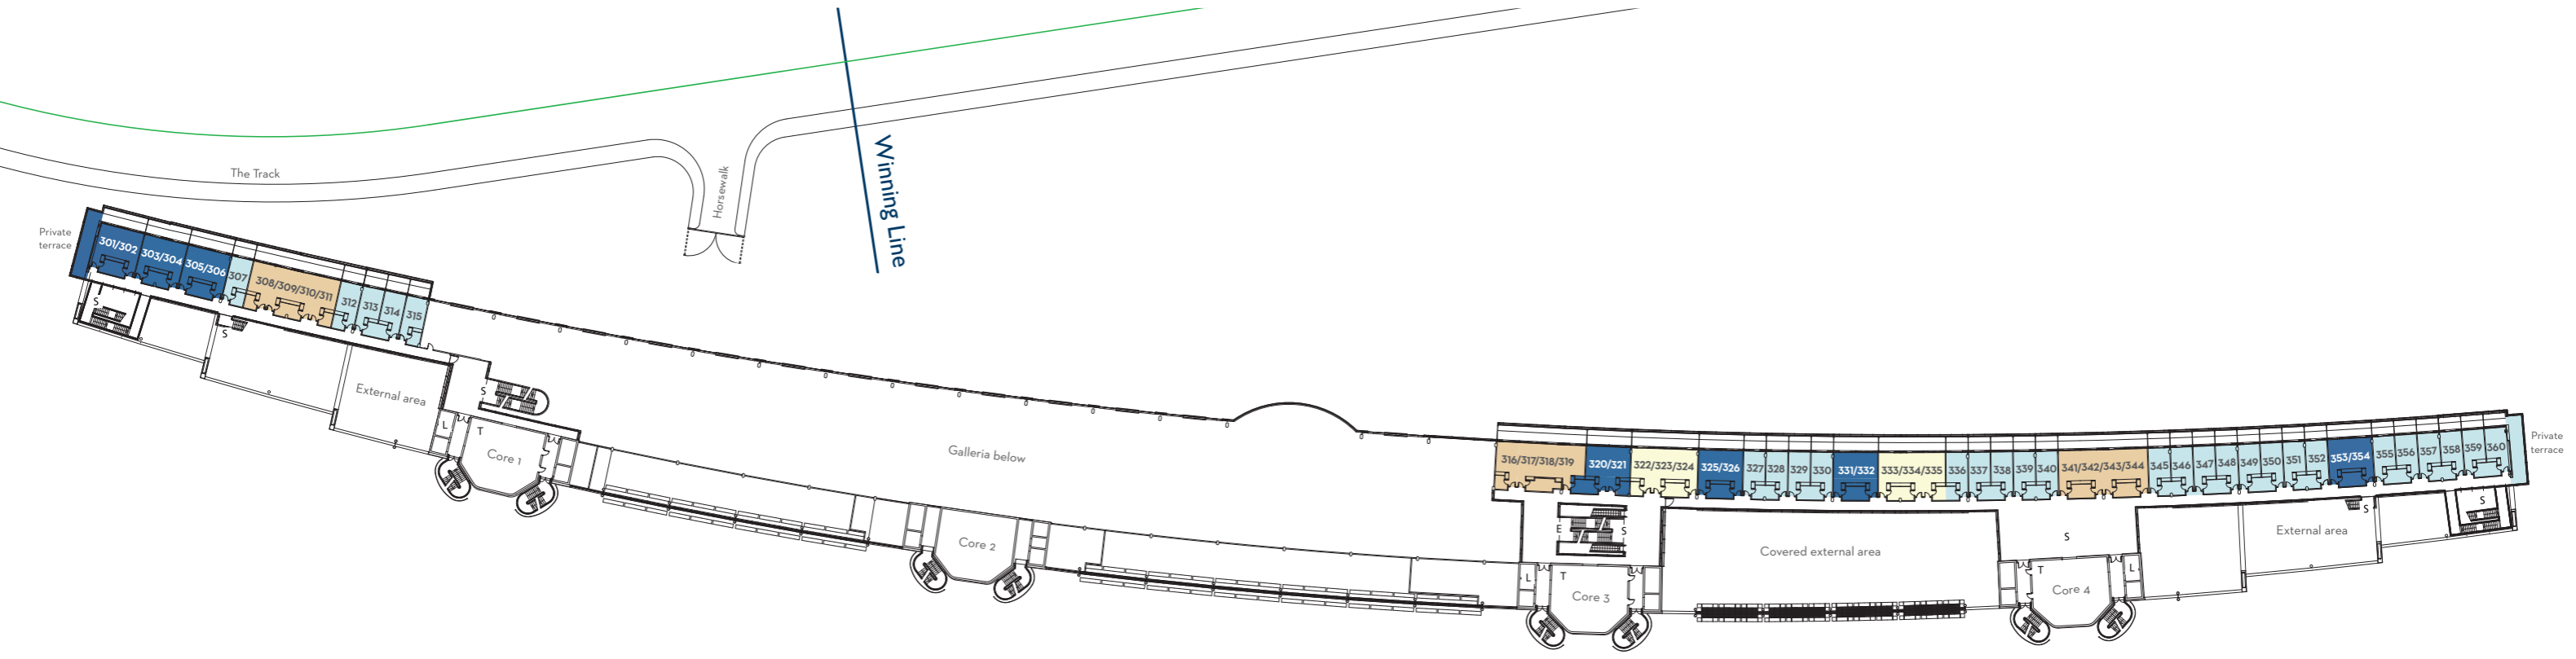 Winning Line
The Track
Horsewalk
Private
terrace
301/302
303/304
305/306
307
308/309/310/311
312
313
314
315
S
S
External area
S
L
T
Core 1
Galleria below
Core 2
316/317/318/319
320/321
322/323/324
325/326
327
328
329
330
331/332
333/334/335
336
337
338
339
340
341/342/343/344
345
346
347
348
349
350
351
352
353/354
355
356
357
358
359
360
Private
terrace
E
S
L
T
Core 3
Covered external area
S
T
L
Core 4
S
External area
S